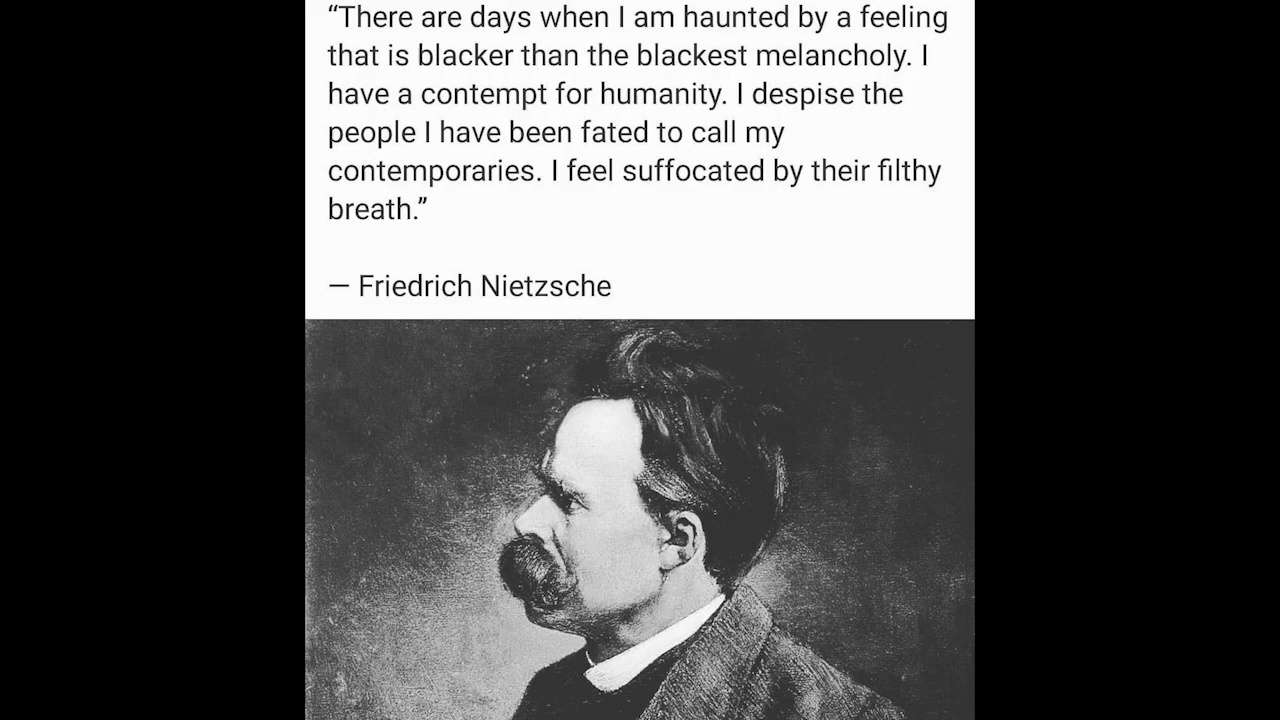 “There are days when I am haunted by a feeling
that is blacker than the blackest melancholy. I
have a contempt for humanity. I despise the
people I have been fated to call my
contemporaries. I feel suffocated by their filthy
breath.”
— Friedrich Nietzsche